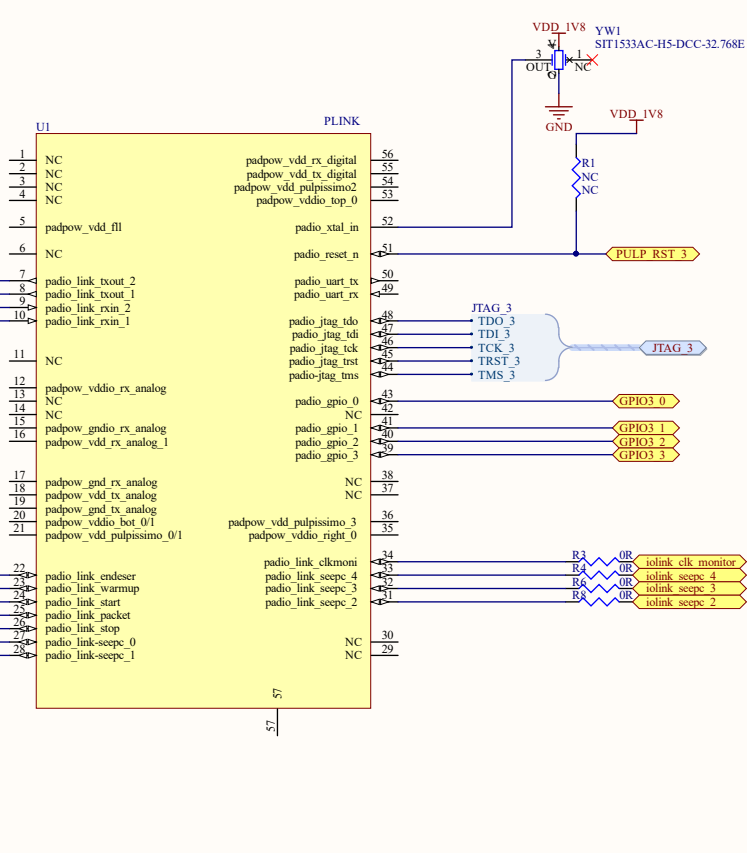 VDD_1V8
YW1
SIT1533AC-H5-DCC-32.768E
3
OUT
V
G
1
NC
GND
VDD_1V8
R1
NC
NC
U1
PLINK
1 NC
2 NC
3 NC
4 NC
5 padpow_vdd_fll
6 NC
7 padio_link_txout_2
8 padio_link_txout_1
9 padio_link_rxin_2
10 padio_link_rxin_1
11 NC
12 padpow_vddio_rx_analog
13 NC
14 NC
15 padpow_gndio_rx_analog
16 padpow_vdd_rx_analog_1
17 padpow_gnd_rx_analog
18 padpow_vdd_tx_analog
19 padpow_gnd_tx_analog
20 padpow_vddio_bot_0/1
21 padpow_vdd_pulpissimo_0/1
22 padio_link_endeser
23 padio_link_warmup
24 padio_link_start
25 padio_link_packet
26 padio_link_stop
27 padio_link-seepc_0
28 padio_link-seepc_1
padpow_vdd_rx_digital 56
padpow_vdd_tx_digital 55
padpow_vdd_pulpissimo2 54
padpow_vddio_top_0 53
padio_xtal_in 52
padio_reset_n 51 PULP_RST_3
padio_uart_tx 50
padio_uart_rx 49
JTAG_3
padio_jtag_tdo 48 TDO_3
padio_jtag_tdi 47 TDI_3
padio_jtag_tck 46 TCK_3 JTAG_3
padio_jtag_trst 45 TRST_3
padio-jtag_tms 44 TMS_3
padio_gpio_0 43 GPIO3_0
NC 42
padio_gpio_1 41 GPIO3_1
padio_gpio_2 40 GPIO3_2
padio_gpio_3 39 GPIO3_3
NC 38
NC 37
padpow_vdd_pulpissimo_3 36
padpow_vddio_right_0 35
padio_link_clkmoni 34 R3 0R iolink_clk_monitor
padio_link_seepc_4 33 R4 0R iolink_seepc_4
padio_link_seepc_3 32 R6 0R iolink_seepc_3
padio_link_seepc_2 31 R8 0R iolink_seepc_2
NC 30
NC 29
57
57